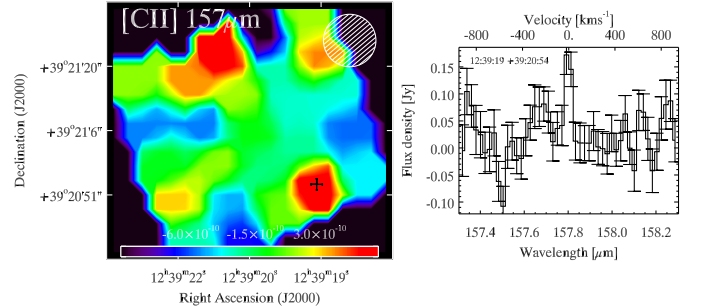 [CII] 157μm
+39°21'20"
+39°21'6"
+39°20'51"
Declination (J2000)
-6.0×10⁻¹⁰ -1.5×10⁻¹⁰ 3.0×10⁻¹⁰
12ʰ39ᵐ22ˢ 12ʰ39ᵐ20ˢ 12ʰ39ᵐ19ˢ
Right Ascension (J2000)
Velocity [kms⁻¹]
-800 -400 0. 400 800
12:39:19 +39:20:54
0.15
0.10
0.05
0.00
-0.05
-0.10
Flux density [Jy]
157.4 157.6 157.8 158.0 158.2
Wavelength [μm]